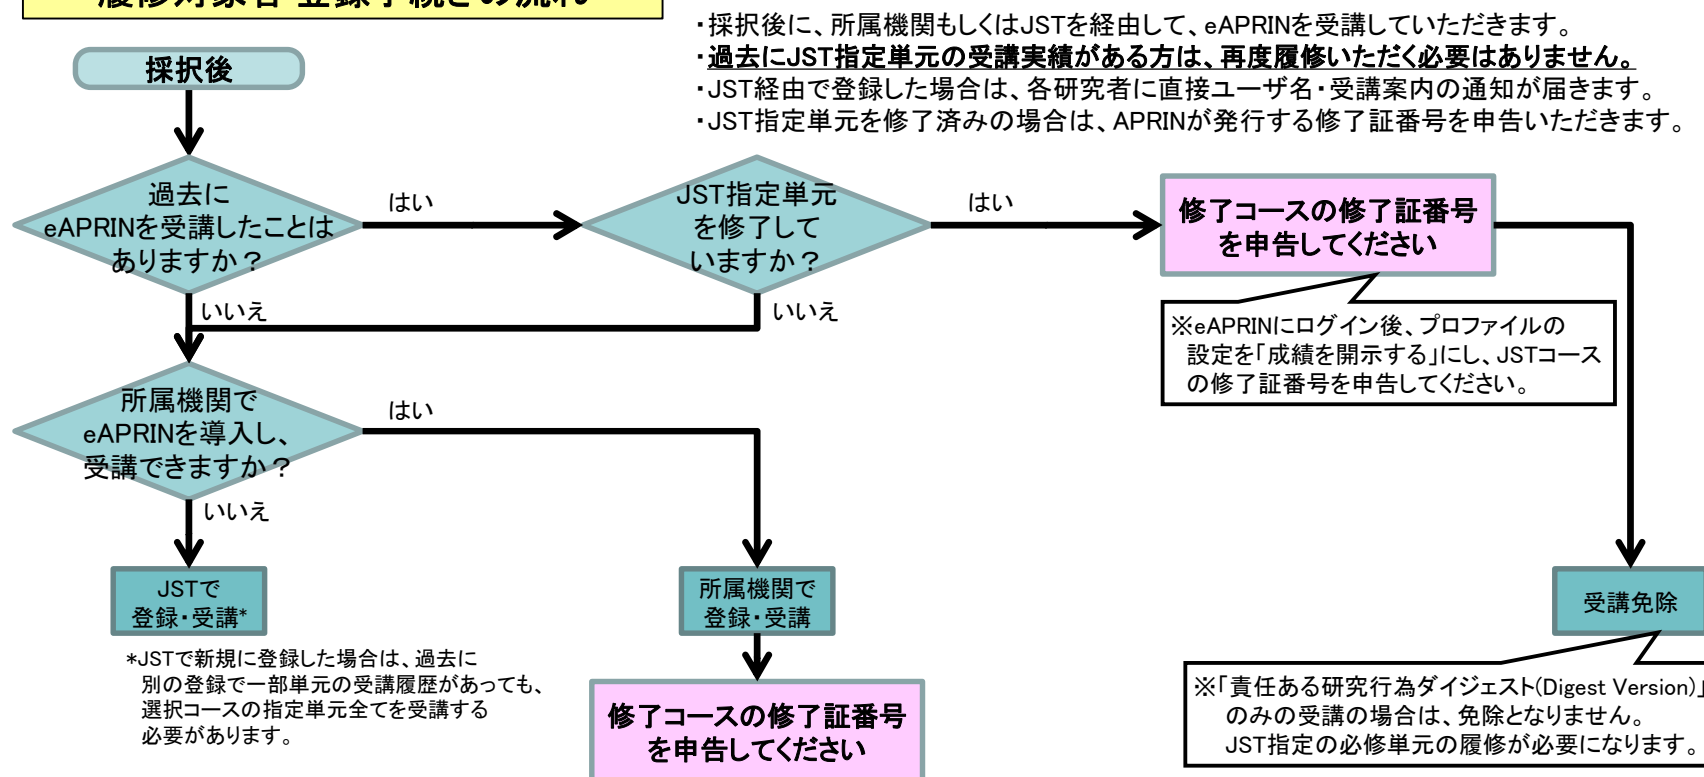 履修対象者 登録手続きの流れ
・採択後に、所属機関もしくはJSTを経由して、eAPRINを受講していただきます。
・過去にJST指定単元の受講実績がある方は、再度履修いただく必要はありません。
・JST経由で登録した場合は、各研究者に直接ユーザ名・受講案内の通知が届きます。
・JST指定単元を修了済みの場合は、APRINが発行する修了証番号を申告いただきます。
採択後
過去に
eAPRINを受講したことは
ありますか？
はい
いいえ
JST指定単元
を修了して
いますか？
はい
いいえ
修了コースの修了証番号
を申告してください
※eAPRINにログイン後、プロファイルの
設定を「成績を開示する」にし、JSTコース
の修了証番号を申告してください。
所属機関で
eAPRINを導入し、
受講できますか？
はい
いいえ
JSTで
登録・受講*
所属機関で
登録・受講
受講免除
*JSTで新規に登録した場合は、過去に
別の登録で一部単元の受講履歴があっても、
選択コースの指定単元全てを受講する
必要があります。
修了コースの修了証番号
を申告してください
※「責任ある研究行為ダイジェスト(Digest Version)」
のみの受講の場合は、免除となりません。
JST指定の必修単元の履修が必要になります。